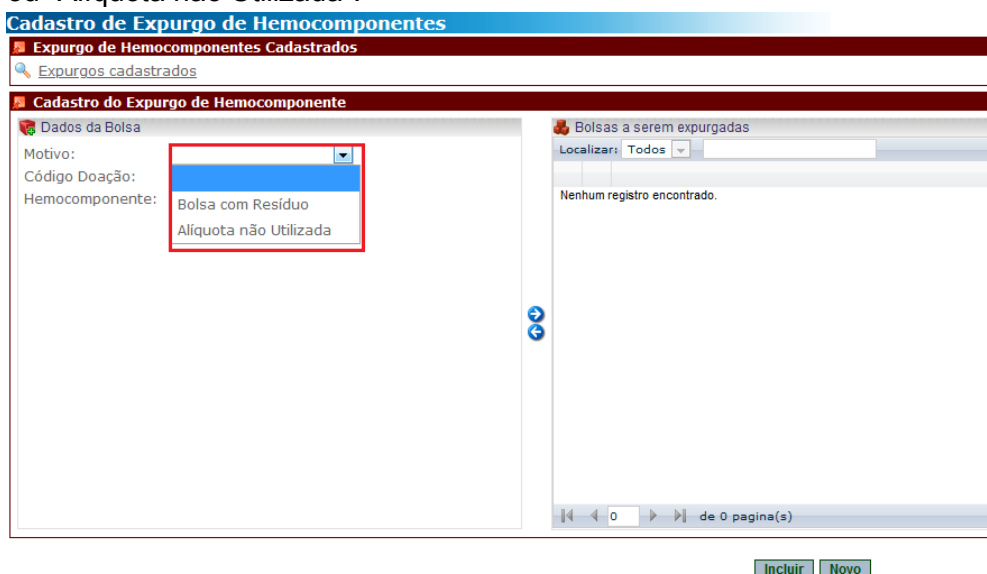 Cadastro de Expurgo de Hemocomponentes
Expurgo de Hemocomponentes Cadastrados
Expurgos cadastrados
Cadastro do Expurgo de Hemocomponente
Dados da Bolsa
Motivo:
Bolsa com Resíduo
Alíquota não Utilizada
Código Doação:
Hemocomponente:
Bolsas a serem expurgadas
Localizar: Todos
Nenhum registro encontrado.
0 de 0 pagina(s)
Incluir Novo